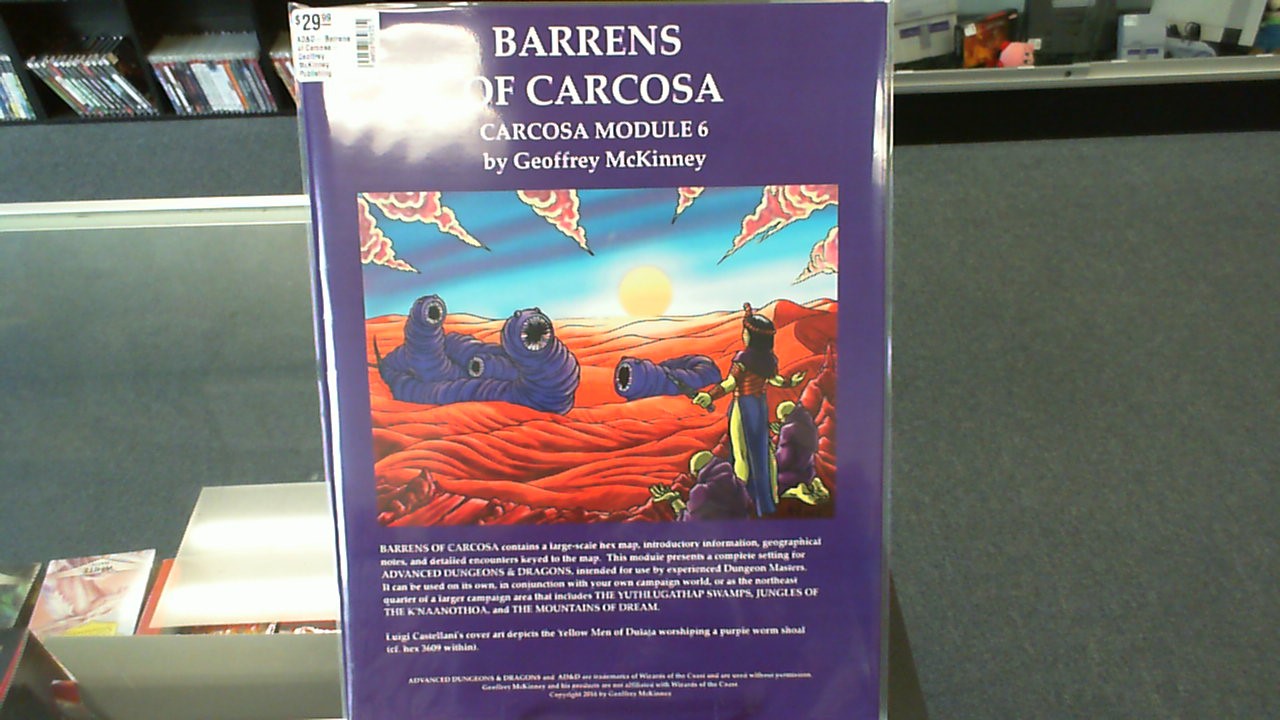 $29.99
AD&D - Barrens
of Carcosa -
Geoffrey
McKinney
Publishing
BARRENS
OF CARCOSA
CARCOSA MODULE 6
by Geoffrey McKinney
BARRENS OF CARCOSA contains a large-scale hex map, introductory information, geographical
notes, and detailed encounters keyed to the map. This module presents a complete setting for
ADVANCED DUNGEONS & DRAGONS, intended for use by experienced Dungeon Masters.
It can be used on its own, in conjunction with your own campaign world, or as the northeast
quarter of a larger campaign area that includes THE YUTHLUGATHAP SWAMPS, JUNGLES OF
THE K'NAANOTHOA, and THE MOUNTAINS OF DREAM.
Luigi Castellani's cover art depicts the Yellow Men of Dulaja worshiping a purple worm shoal
(cf. hex 3609 within).
ADVANCED DUNGEONS & DRAGONS and AD&D are trademarks of Wizards of the Coast and are used without permission.
Geoffrey McKinney and his products are not affiliated with Wizards of the Coast.
Copyright 2016 by Geoffrey McKinney